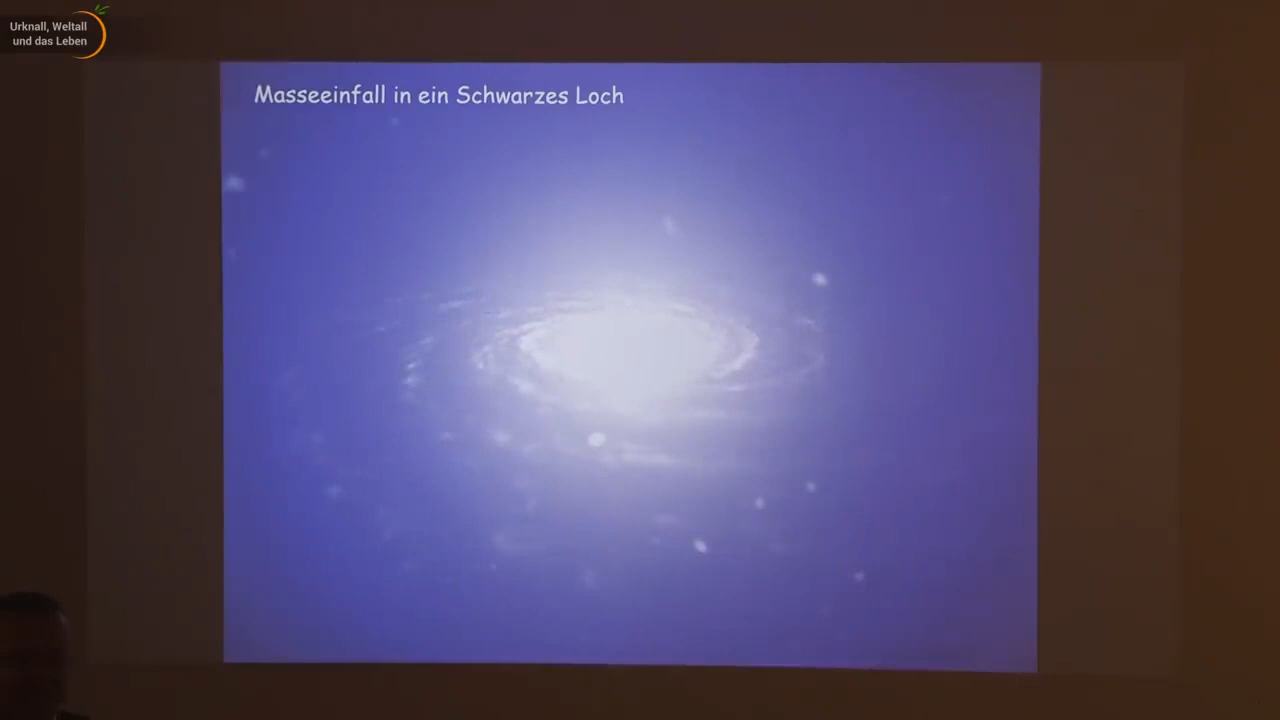 Urknall, Weltall
und das Leben
Masseeinfall in ein Schwarzes Loch